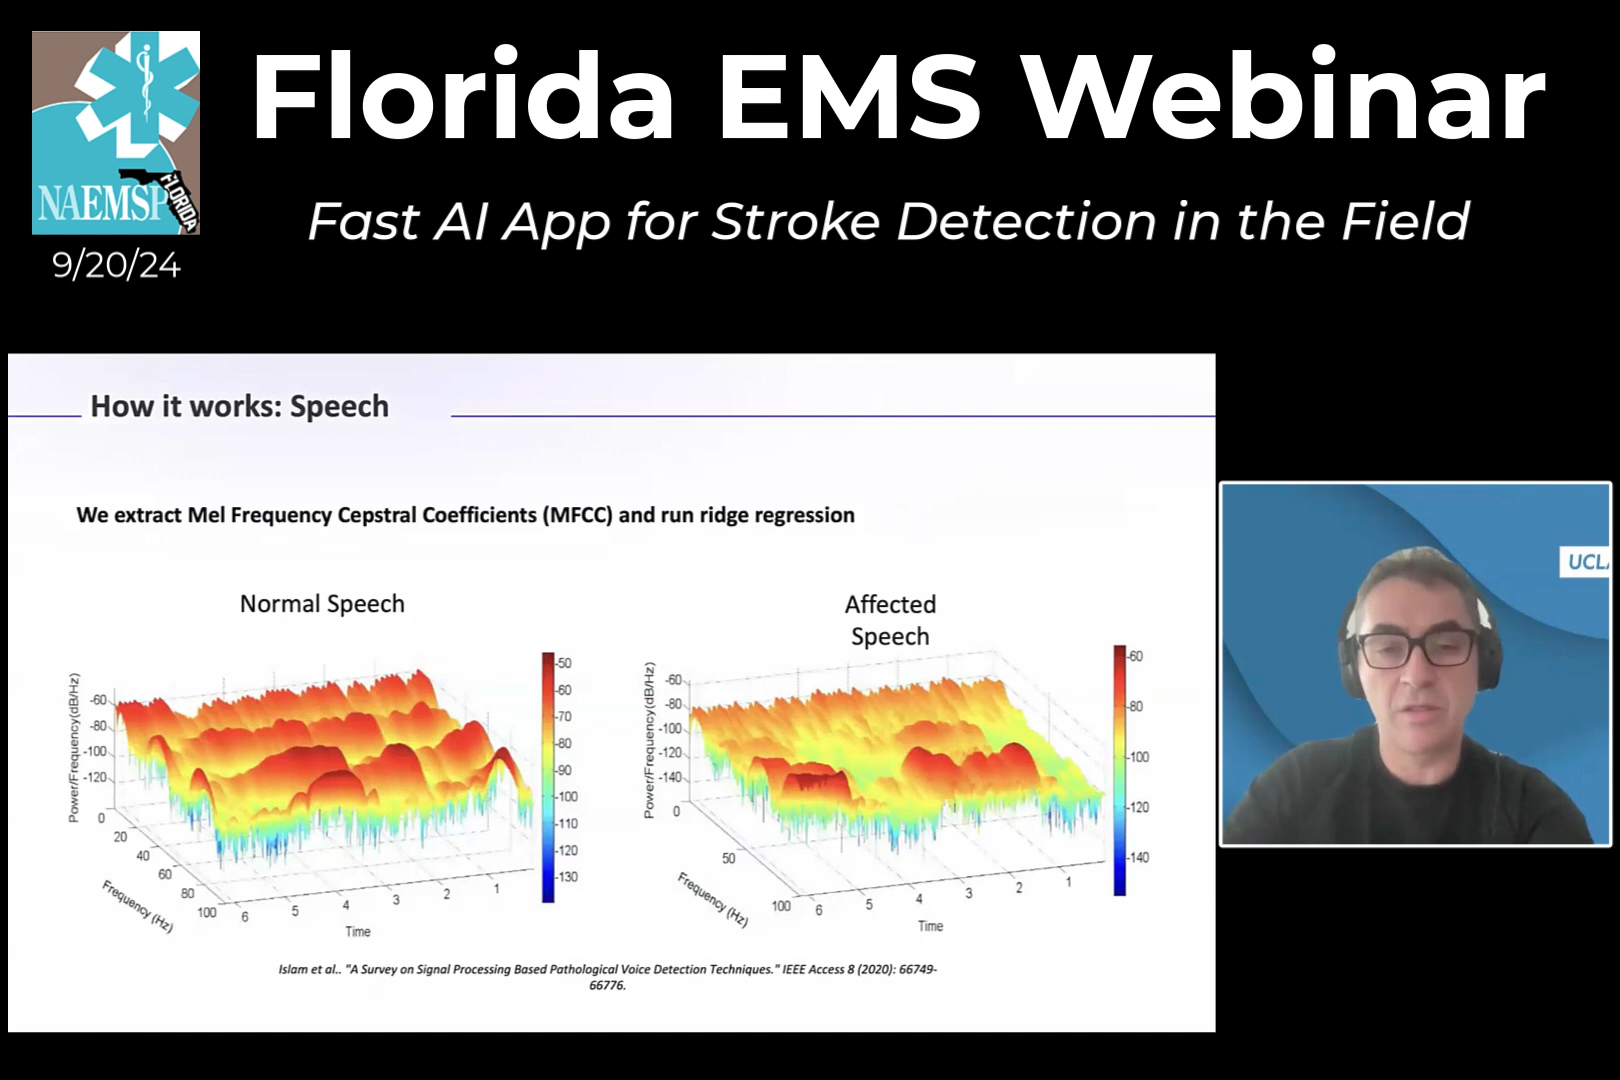 Florida EMS Webinar
Fast AI App for Stroke Detection in the Field
NAEMSP
FLORIDA
9/20/24
How it works: Speech
We extract Mel Frequency Cepstral Coefficients (MFCC) and run ridge regression
Normal Speech
Power/Frequency(dB/Hz)
-60
-80
-100
-120
0
20
40
60
80
100
Frequency (Hz)
6
5
4
3
2
1
Time
-50
-60
-70
-80
-90
-100
-110
-120
-130
Affected
Speech
Power/Frequency(dB/Hz)
-60
-80
-100
-120
-140
0
50
100
Frequency (Hz)
6
5
4
3
2
1
Time
-60
-80
-100
-120
-140
Islam et al.. "A Survey on Signal Processing Based Pathological Voice Detection Techniques." IEEE Access 8 (2020): 66749-
66776.
UCLA